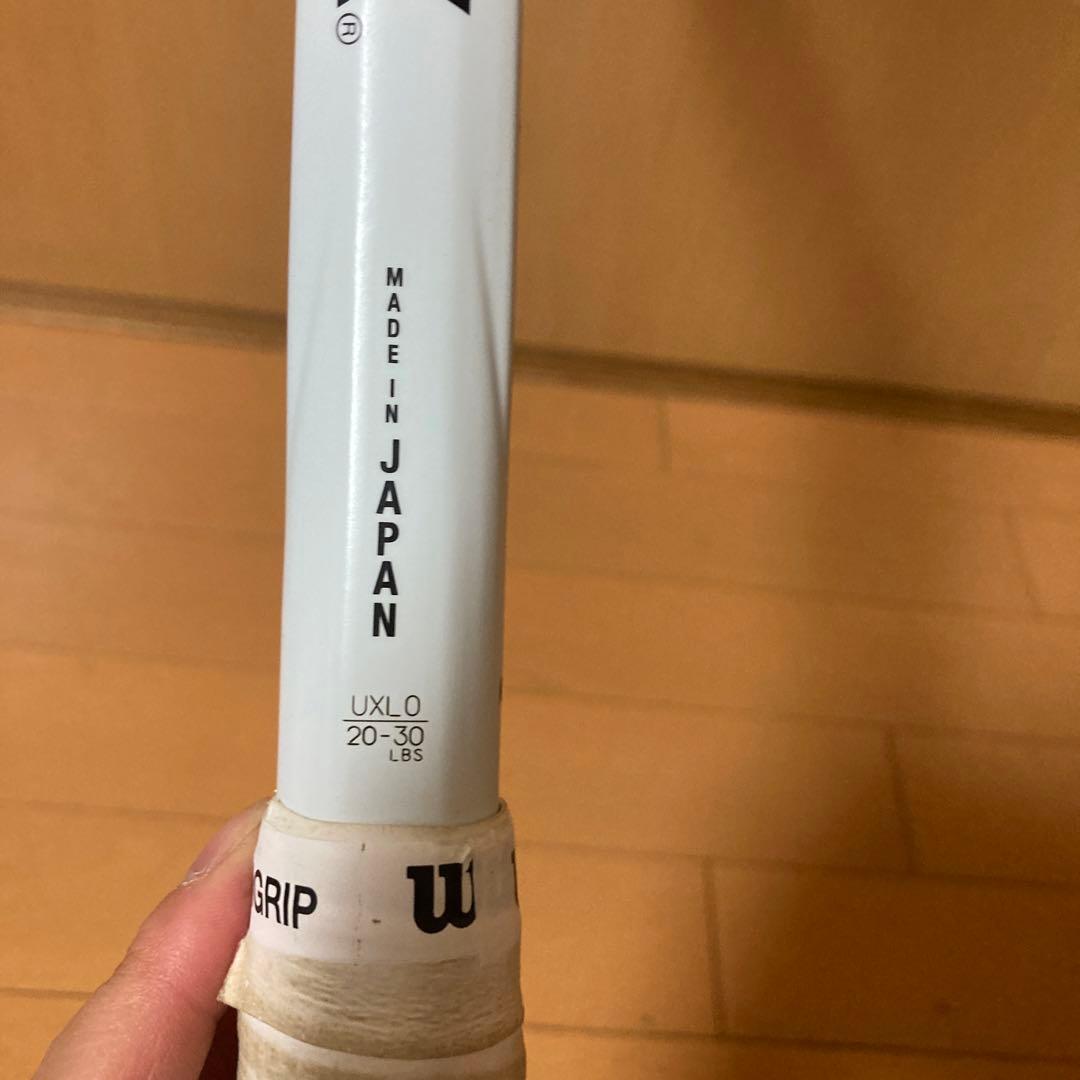 ®
MADE IN JAPAN
UXL0
20-30
LBS
GRIP
W